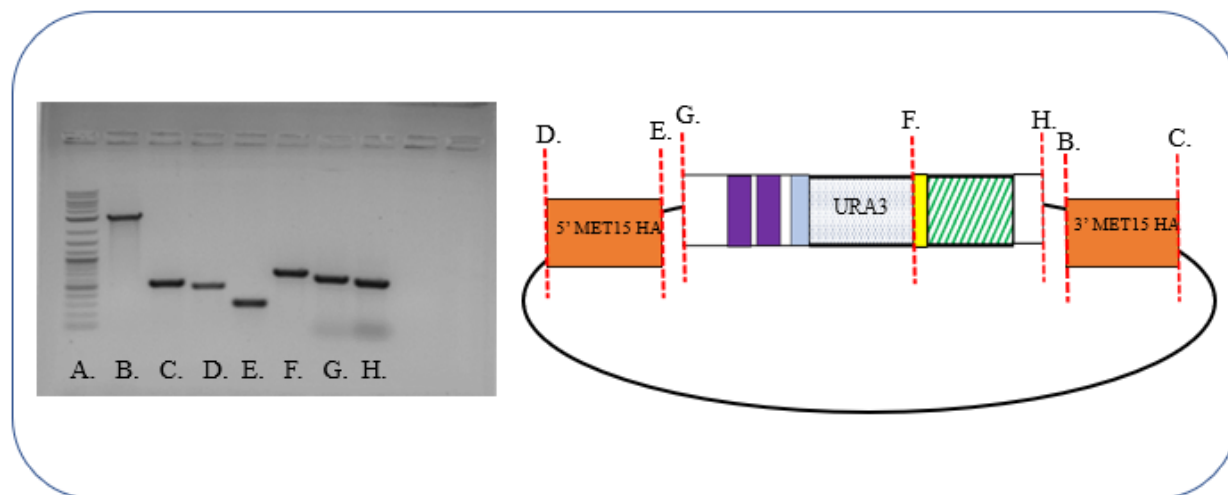 A. B. C. D. E. F. G. H.
D. E. G. F. H. B. C.
5' MET15 HA URA3 3' MET15 HA